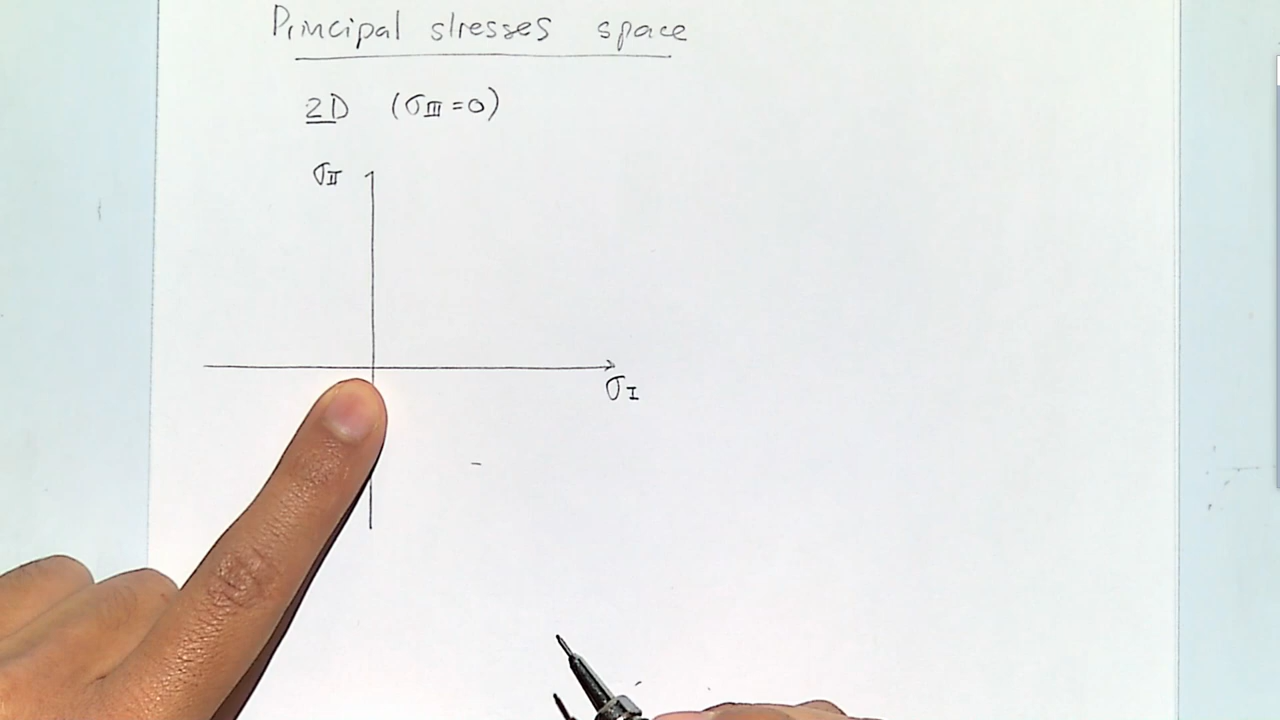 Principal stresses space
2D (σIII=0)
σII
σI